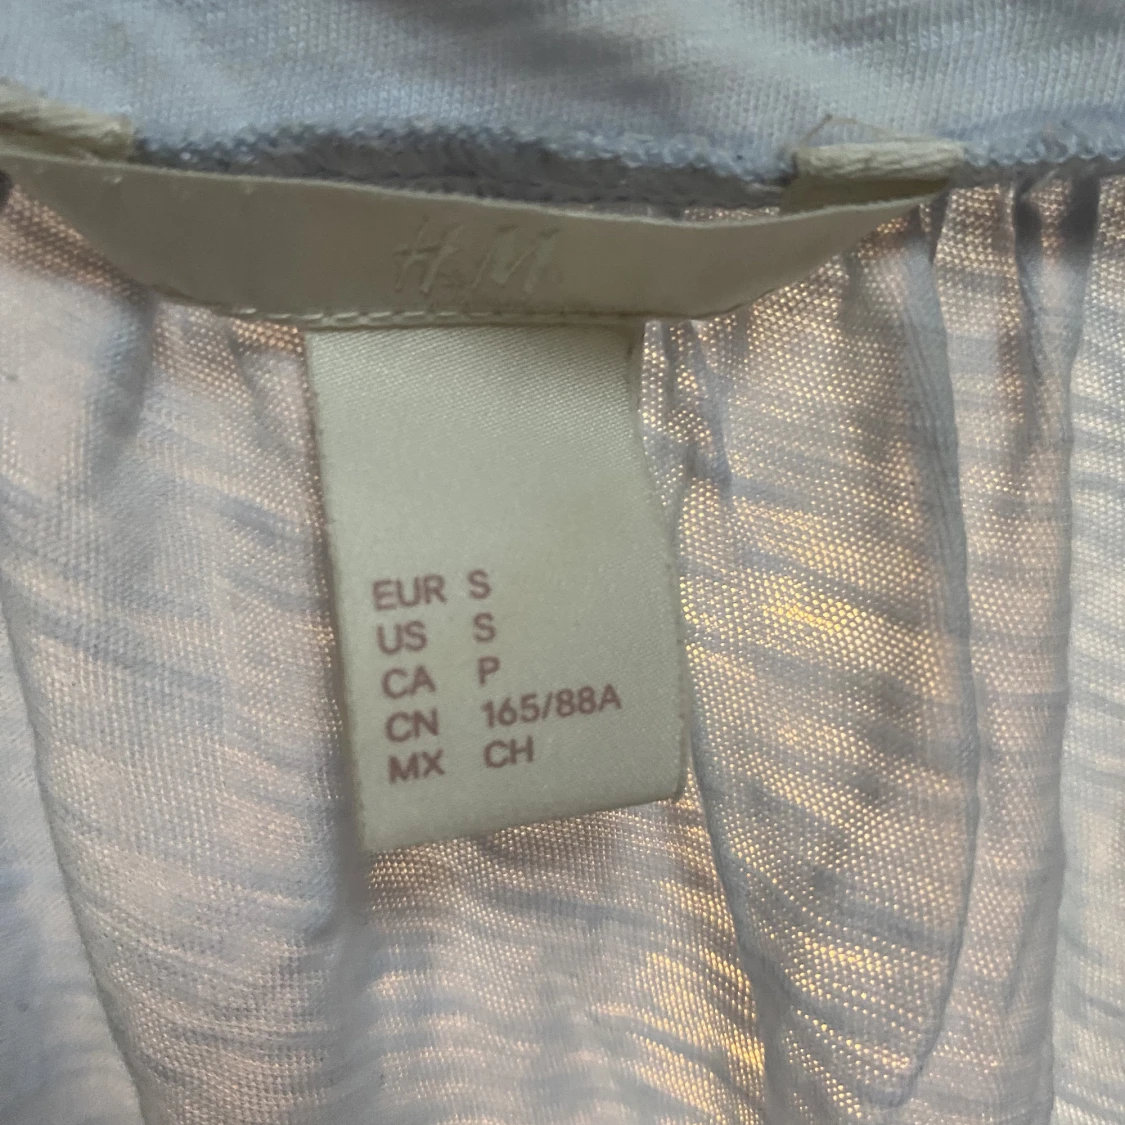 H&M
EUR S
US S
CA P
CN 165/88A
MX CH